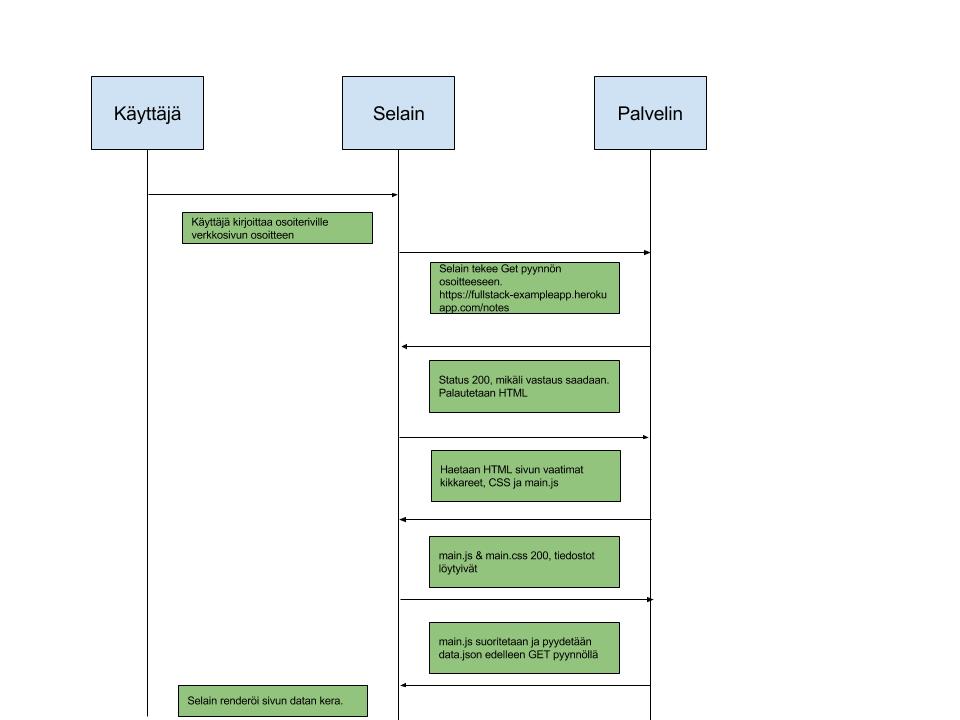 Käyttäjä
Selain
Palvelin
Käyttäjä kirjoittaa osoiteriville
verkkosivun osoitteen
Selain tekee Get pyynnön
osoitteeseen.
https://fullstack-exampleapp.heroku
app.com/notes
Status 200, mikäli vastaus saadaan.
Palautetaan HTML
Haetaan HTML sivun vaatimat
kikkareet, CSS ja main.js
main.js & main.css 200, tiedostot
löytyivät
main.js suoritetaan ja pyydetään
data.json edelleen GET pyynnöllä
Selain renderöi sivun datan kera.